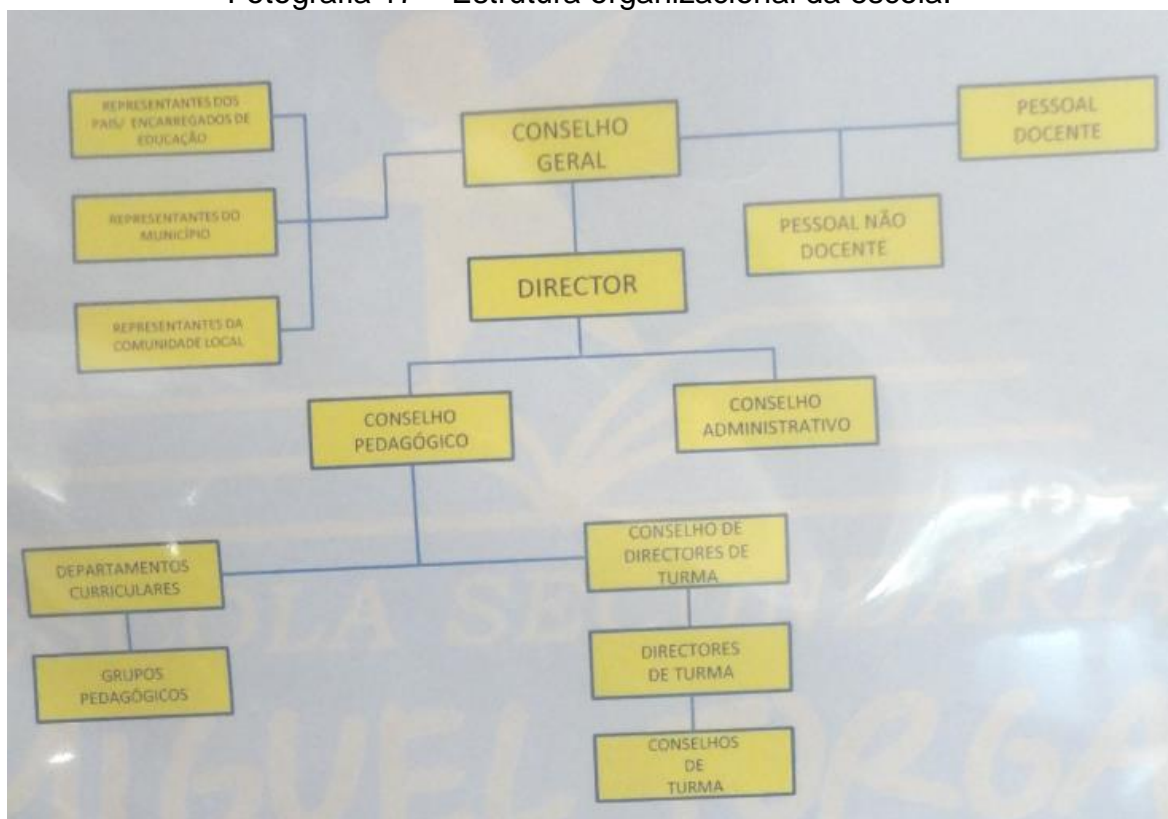 Estrutura organizacional da escola.
REPRESENTANTES DOS
PAIS/ ENCARREGADOS DE
EDUCAÇÃO
CONSELHO
GERAL
PESSOAL
DOCENTE
REPRESENTANTES DO
MUNICÍPIO
PESSOAL NÃO
DOCENTE
DIRECTOR
REPRESENTANTES DA
COMUNIDADE LOCAL
CONSELHO
PEDAGÓGICO
CONSELHO
ADMINISTRATIVO
DEPARTAMENTOS
CURRICULARES
CONSELHO DE
DIRECTORES DE
TURMA
GRUPOS
PEDAGÓGICOS
DIRECTORES
DE TURMA
CONSELHOS
DE
TURMA
MIGUEL TORGA